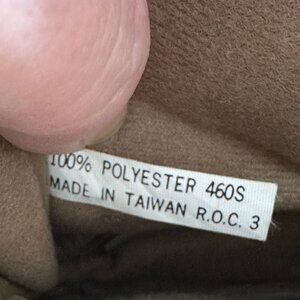 100% POLYESTER 460S
MADE IN TAIWAN R.O.C. 3